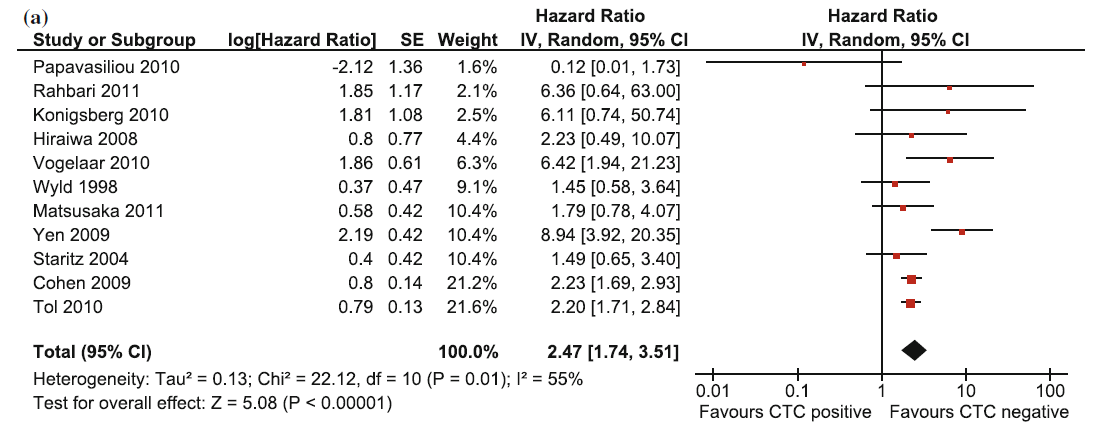 (a)
Hazard Ratio Hazard Ratio
Study or Subgroup log[Hazard Ratio] SE Weight IV, Random, 95% CI IV, Random, 95% CI
Papavasiliou 2010 -2.12 1.36 1.6% 0.12 [0.01, 1.73]
Rahbari 2011 1.85 1.17 2.1% 6.36 [0.64, 63.00]
Konigsberg 2010 1.81 1.08 2.5% 6.11 [0.74, 50.74]
Hiraiwa 2008 0.8 0.77 4.4% 2.23 [0.49, 10.07]
Vogelaar 2010 1.86 0.61 6.3% 6.42 [1.94, 21.23]
Wyld 1998 0.37 0.47 9.1% 1.45 [0.58, 3.64]
Matsusaka 2011 0.58 0.42 10.4% 1.79 [0.78, 4.07]
Yen 2009 2.19 0.42 10.4% 8.94 [3.92, 20.35]
Staritz 2004 0.4 0.42 10.4% 1.49 [0.65, 3.40]
Cohen 2009 0.8 0.14 21.2% 2.23 [1.69, 2.93]
Tol 2010 0.79 0.13 21.6% 2.20 [1.71, 2.84]
Total (95% CI) 100.0% 2.47 [1.74, 3.51]
Heterogeneity: Tau² = 0.13; Chi² = 22.12, df = 10 (P = 0.01); I² = 55%
Test for overall effect: Z = 5.08 (P < 0.00001)
0.01 0.1 1 10 100
Favours CTC positive Favours CTC negative